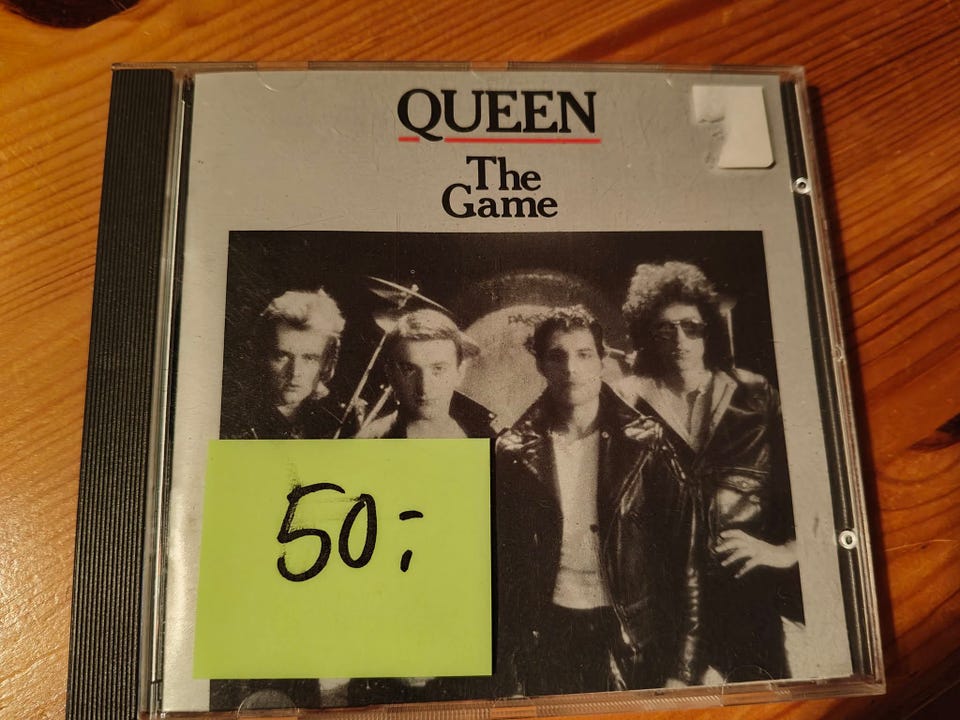 QUEEN
The
Game
50:-